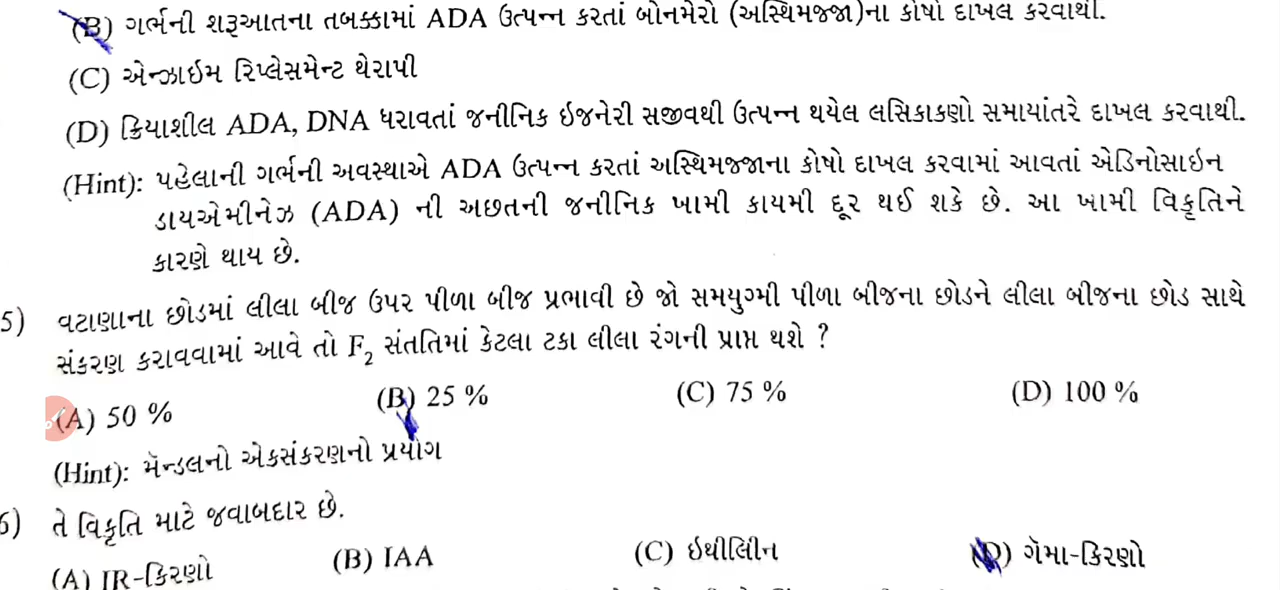 (B) ગર્ભની શરૂઆતના તબક્કામાં ADA ઉત્પન્ન કરતાં બોનમેરો (અસ્થિમજ્જા)ના કોષો દાખલ કરવાથી.
(C) એન્ઝાઇમ રિપ્લેસમેન્ટ થેરાપી
(D) ક્રિયાશીલ ADA, DNA ધરાવતાં જનીનિક ઇજનેરી સજીવથી ઉત્પન્ન થયેલ લસિકાકણો સમાયાંતરે દાખલ કરવાથી.
(Hint): પહેલાની ગર્ભની અવસ્થાએ ADA ઉત્પન્ન કરતાં અસ્થિમજ્જાના કોષો દાખલ કરવામાં આવતાં એડિનોસાઇન
ડાયએમીનેઝ (ADA) ની અછતની જનીનિક ખામી કાયમી દૂર થઈ શકે છે. આ ખામી વિકૃતિને
કારણે થાય છે.
5) વટાણાના છોડમાં લીલા બીજ ઉપર પીળા બીજ પ્રભાવી છે જો સમયુગ્મી પીળા બીજના છોડને લીલા બીજના છોડ સાથે
સંકરણ કરાવવામાં આવે તો F₂ સંતતિમાં કેટલા ટકા લીલા રંગની પ્રાપ્ત થશે ?
(A) 50 % (B) 25 % (C) 75 % (D) 100 %
(Hint): મૅન્ડલનો એકસંકરણનો પ્રયોગ
6) તે વિકૃતિ માટે જવાબદાર છે.
(A) IR-કિરણો (B) IAA (C) ઇથીલિીન (D) ગૅમા-કિરણો